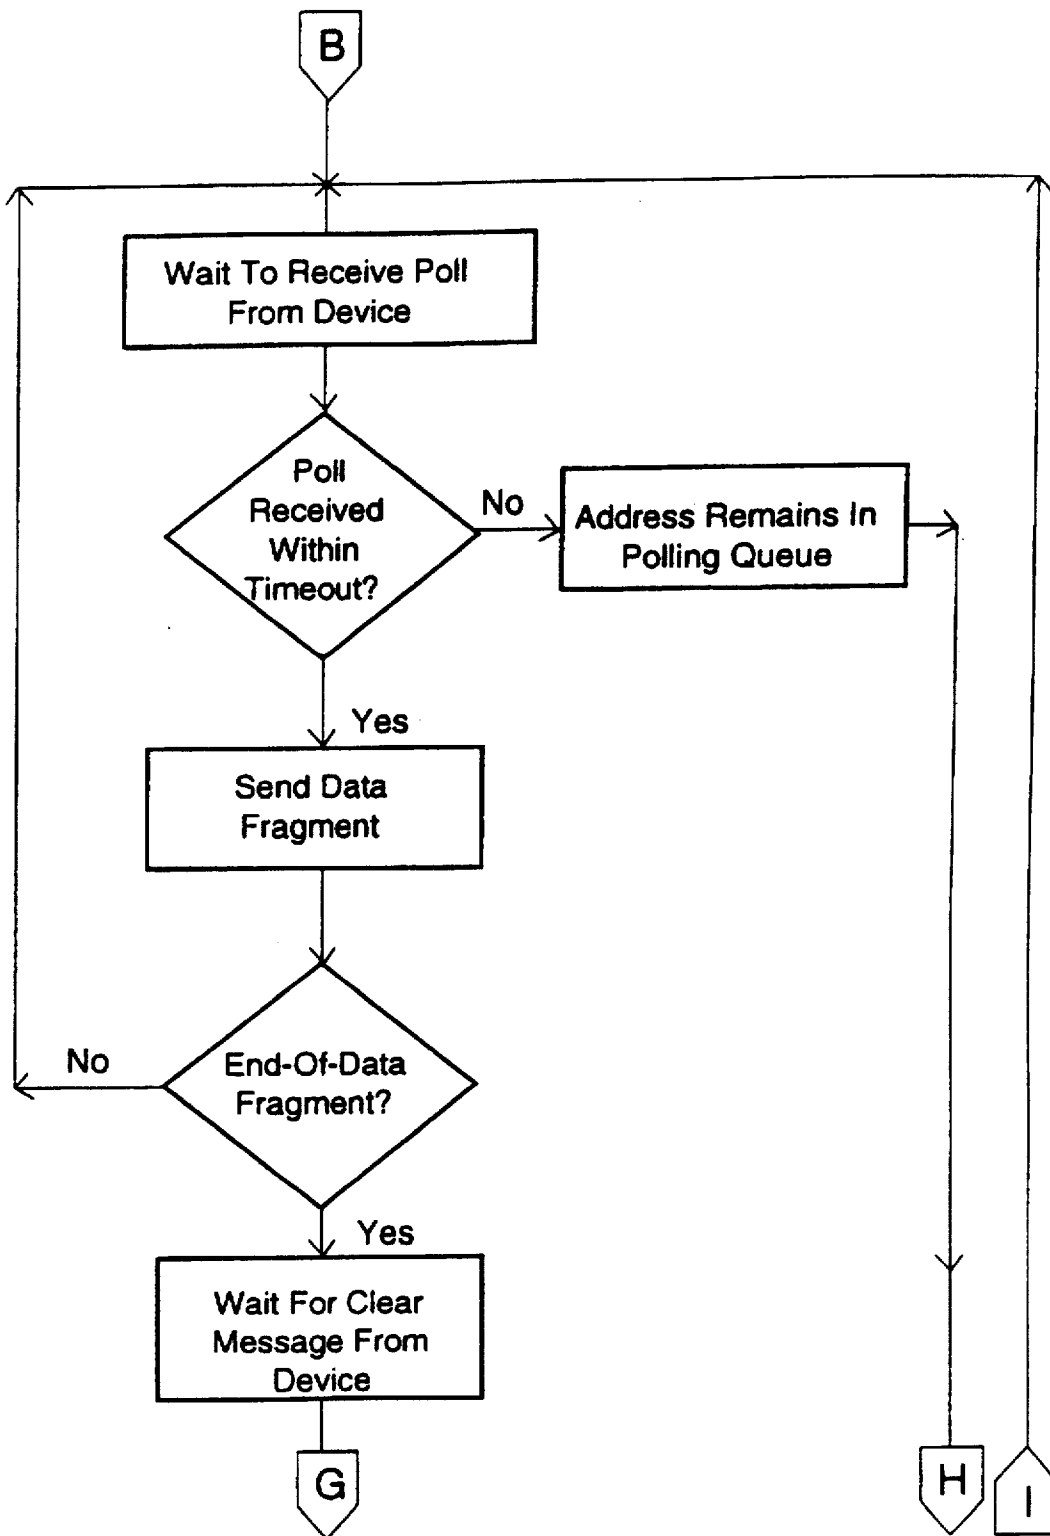 B
Wait To Receive Poll
From Device
Poll
Received
Within
Timeout?
No
Address Remains In
Polling Queue
Yes
Send Data
Fragment
No
End-Of-Data
Fragment?
Yes
Wait For Clear
Message From
Device
G
H
I